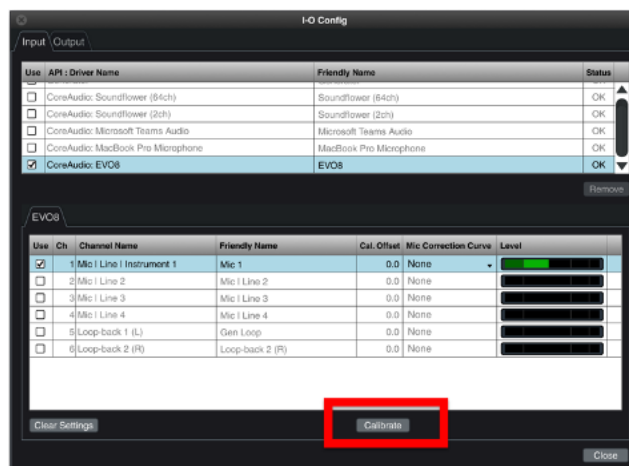 I-O Config
Input Output
Use API : Driver Name Friendly Name Status
CoreAudio: Soundflower (64ch) Soundflower (64ch) OK
CoreAudio: Soundflower (2ch) Soundflower (2ch) OK
CoreAudio: Microsoft Teams Audio Microsoft Teams Audio OK
CoreAudio: MacBook Pro Microphone MacBook Pro Microphone OK
CoreAudio: EVO8 EVO8 OK
Remove
EVO8
Use Ch Channel Name Friendly Name Cal. Offset Mic Correction Curve Level
1 Mic | Line | Instrument 1 Mic 1 0.0 None
2 Mic | Line 2 Mic | Line 2 0.0 None
3 Mic | Line 3 Mic | Line 3 0.0 None
4 Mic | Line 4 Mic | Line 4 0.0 None
5 Loop-back 1 (L) Gen Loop 0.0 None
6 Loop-back 2 (R) Loop-back 2 (R) 0.0 None
Clear Settings Calibrate
Close